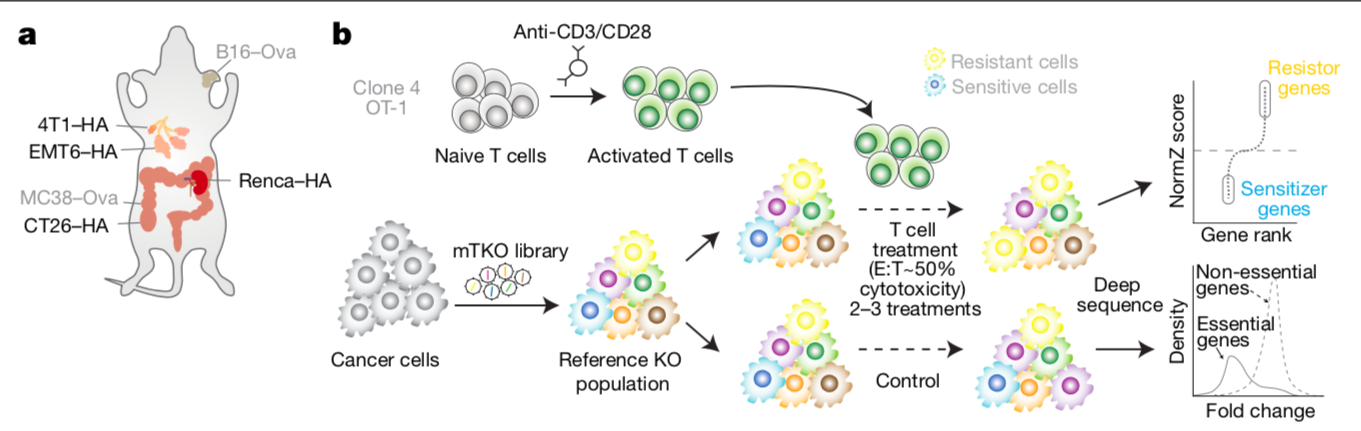 a
B16–Ova
4T1–HA
EMT6–HA
Renca–HA
MC38–Ova
CT26–HA
b
Anti-CD3/CD28
Clone 4
OT-1
Naive T cells
Activated T cells
Resistant cells
Sensitive cells
mTKO library
Cancer cells
Reference KO
population
T cell
treatment
(E:T~50%
cytotoxicity)
2–3 treatments
Control
Deep
sequence
Resistor
genes
NormZ score
Sensitizer
genes
Gene rank
Non-essential
genes
Essential
genes
Density
Fold change